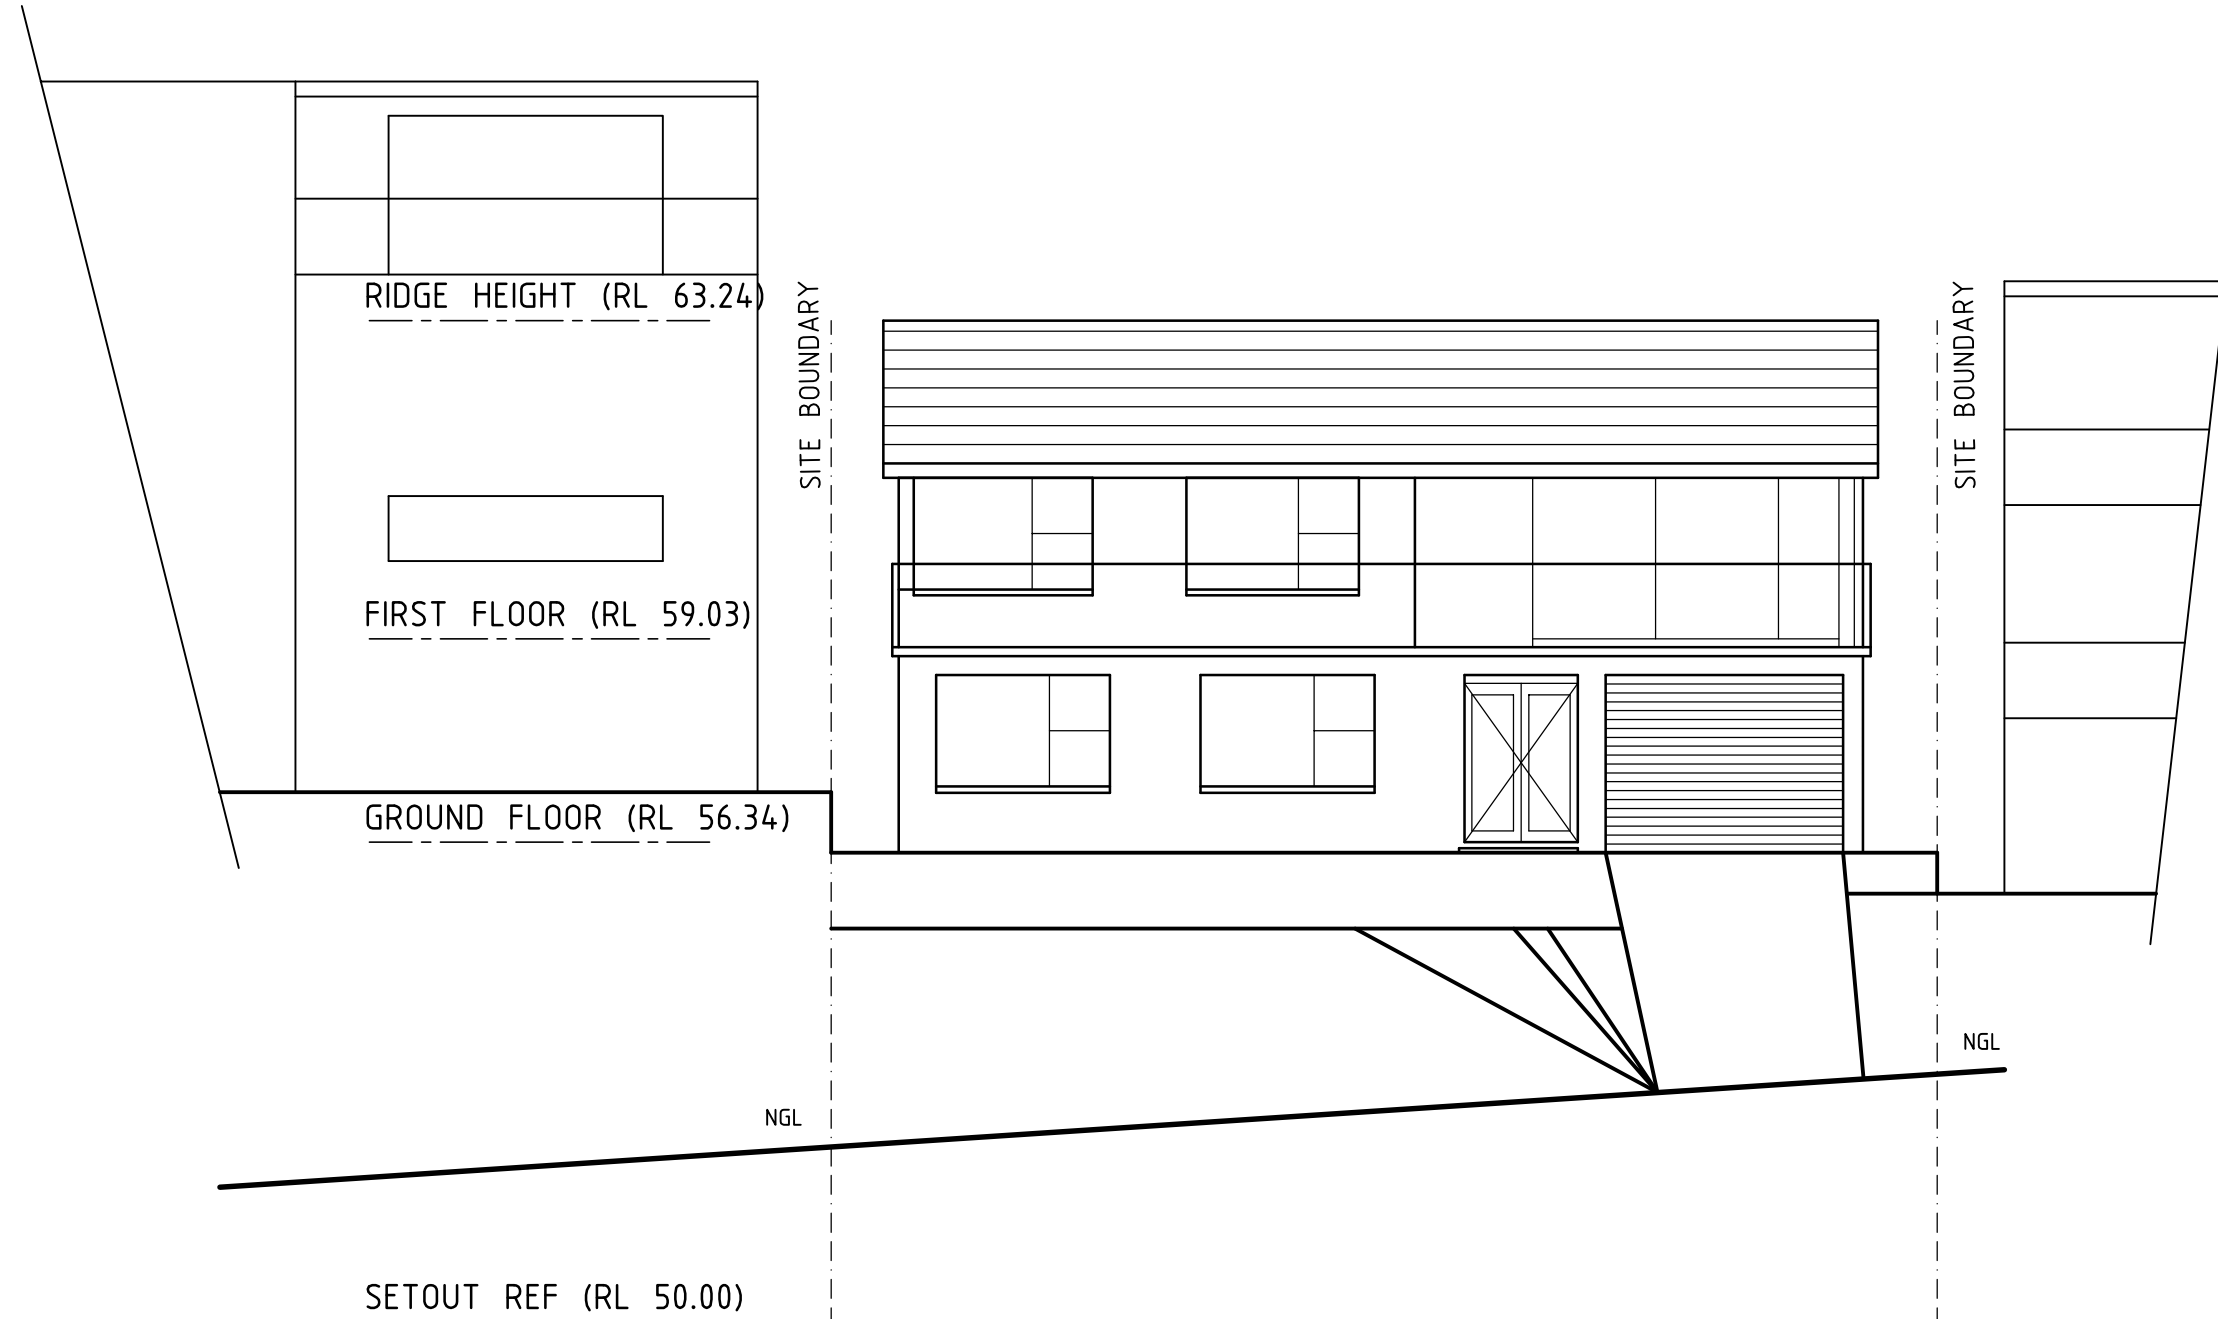 RIDGE HEIGHT (RL 63.24)
SITE BOUNDARY
SITE BOUNDARY
FIRST FLOOR (RL 59.03)
GROUND FLOOR (RL 56.34)
NGL
NGL
SETOUT REF (RL 50.00)